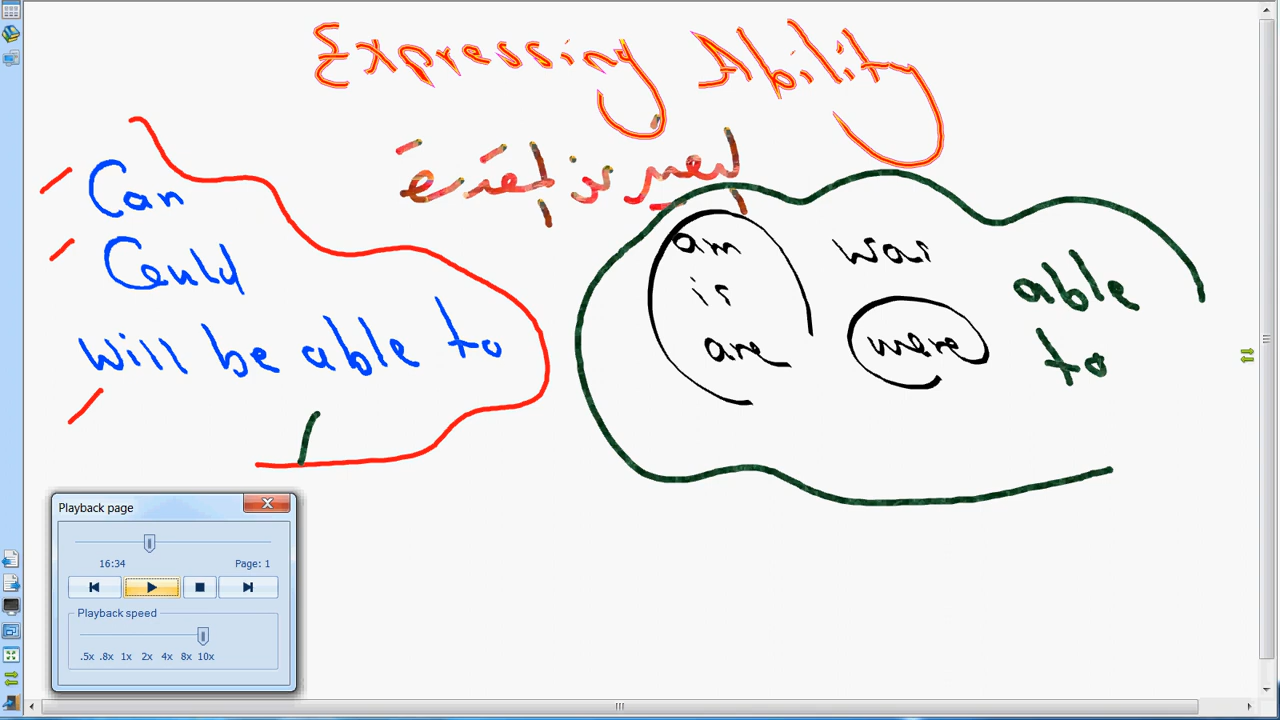 Expressing Ability
Can
Could
will be able to
am
is
are
was
were
able
to
Playback page
16:34
Page: 1
Playback speed
.5x .8x 1x 2x 4x 8x 10x